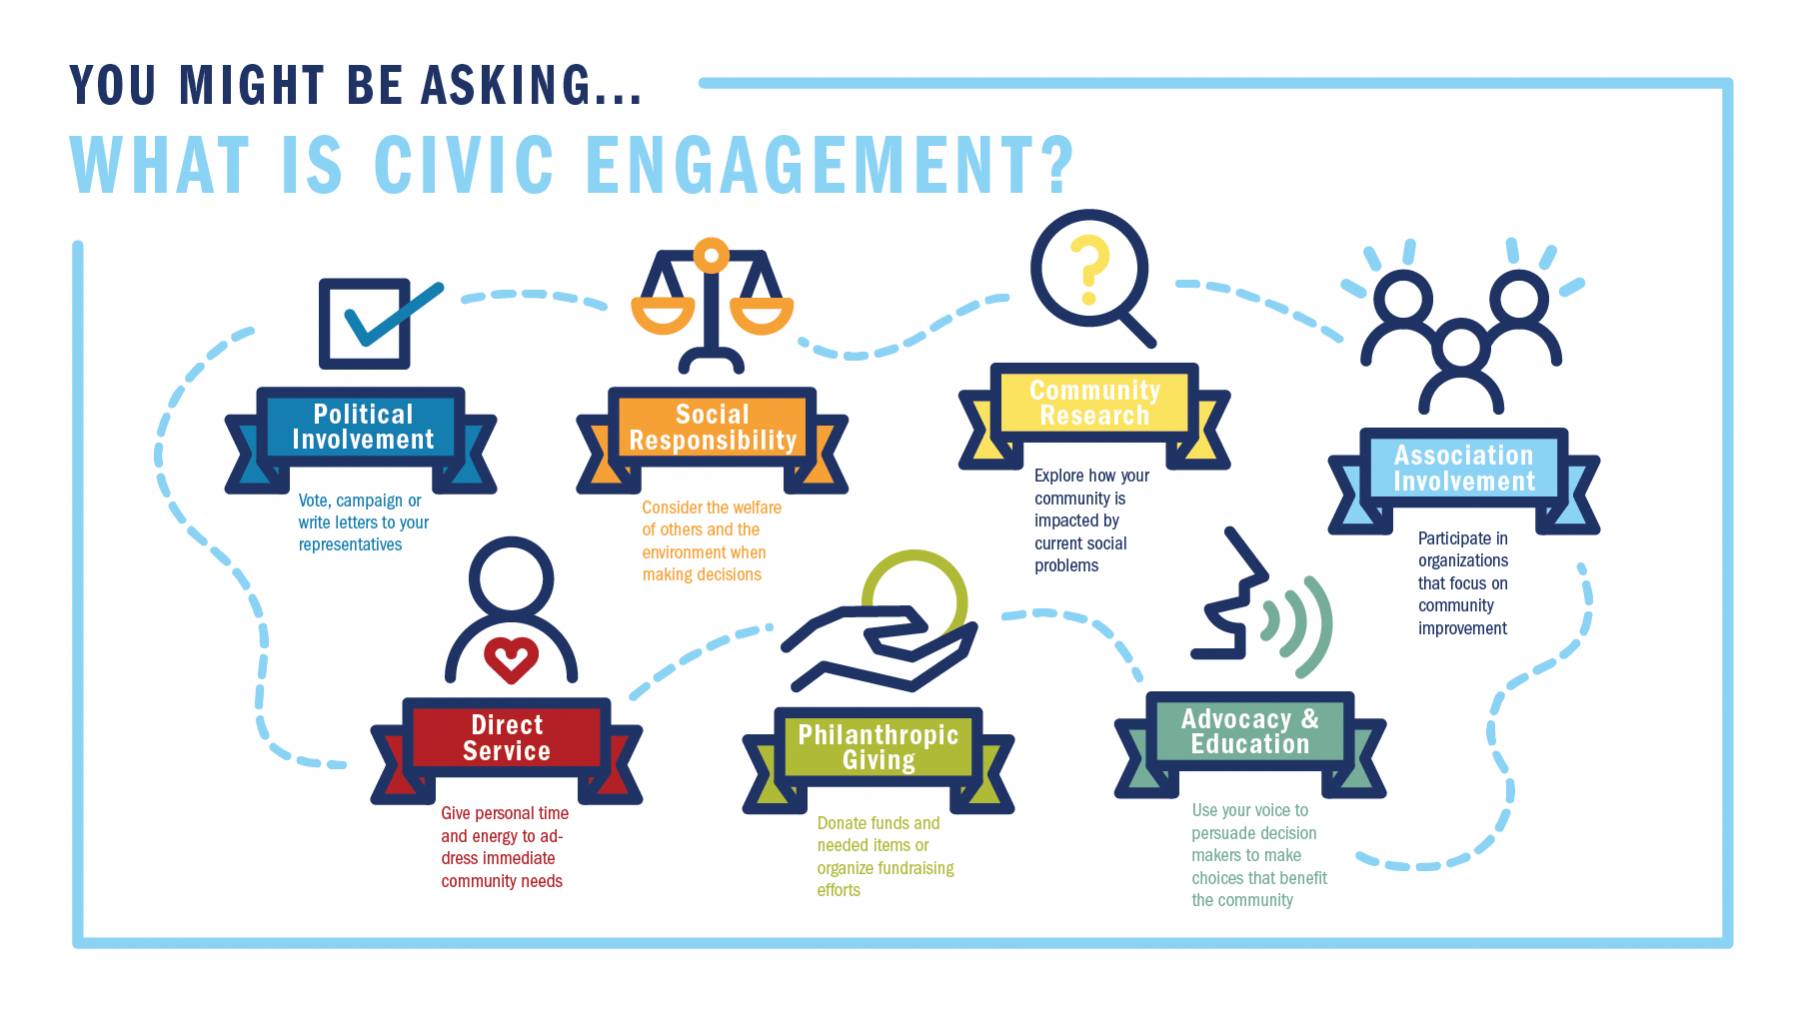 YOU MIGHT BE ASKING...
WHAT IS CIVIC ENGAGEMENT?
Political
Involvement
Vote, campaign or
write letters to your
representatives
Social
Responsibility
Consider the welfare
of others and the
environment when
making decisions
Community
Research
Explore how your
community is
impacted by
current social
problems
Association
Involvement
Participate in
organizations
that focus on
community
improvement
Direct
Service
Give personal time
and energy to ad-
dress immediate
community needs
Philanthropic
Giving
Donate funds and
needed items or
organize fundraising
efforts
Advocacy &
Education
Use your voice to
persuade decision
makers to make
choices that benefit
the community